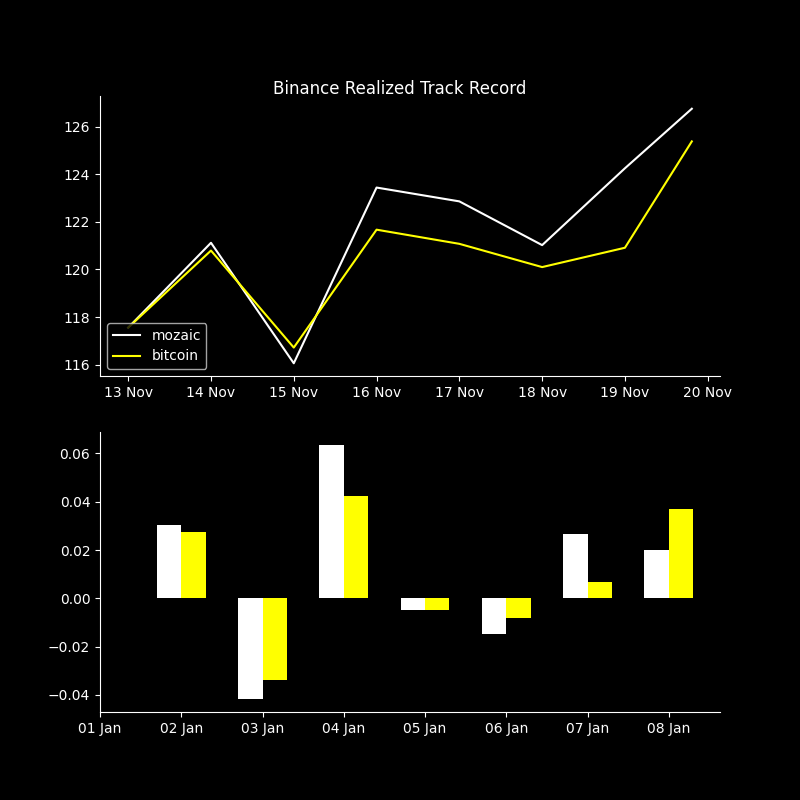 Binance Realized Track Record
126
124
122
120
118
116
mozaic
bitcoin
13 Nov 14 Nov 15 Nov 16 Nov 17 Nov 18 Nov 19 Nov 20 Nov
0.06
0.04
0.02
0.00
−0.02
−0.04
01 Jan 02 Jan 03 Jan 04 Jan 05 Jan 06 Jan 07 Jan 08 Jan